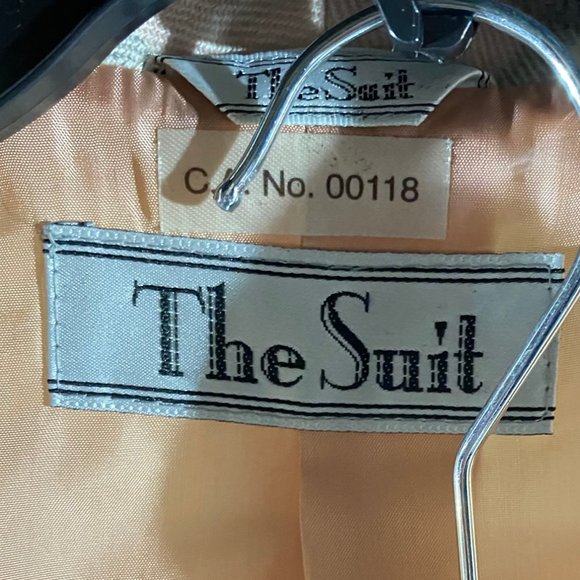 The Suit
C.A. No. 00118
The Suit